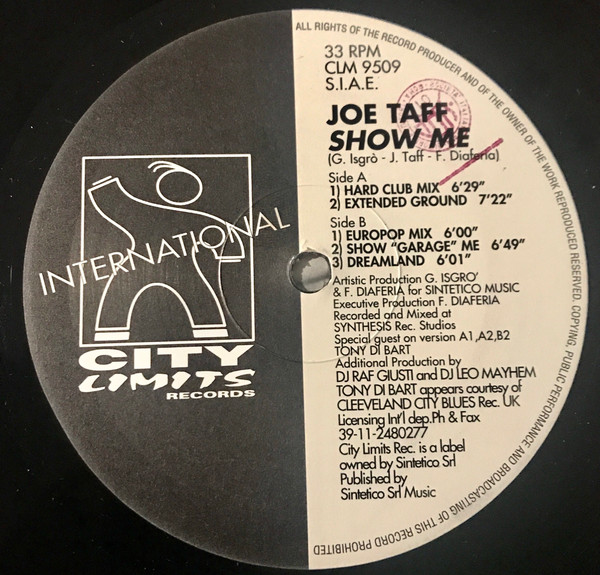 ALL RIGHTS OF THE RECORD PRODUCER AND OF THE OWNER OF THE WORK REPRODUCED RESERVED. COPYING, PUBLIC PERFORMANCE AND BROADCASTING OF THIS RECORD PROHIBITED
33 RPM
CLM 9509
S.I.A.E.
JOE TAFF
SHOW ME
(G. Isgrò - J. Taff - F. Diaferia)
Side A
1) HARD CLUB MIX 6'29"
2) EXTENDED GROUND 7'22"
Side B
1) EUROPOP MIX 6'00"
2) SHOW "GARAGE" ME 6'49"
3) DREAMLAND 6'01"
Artistic Production G. ISGRO'
& F. DIAFERIA for SINTETICO MUSIC
Executive Production F. DIAFERIA
Recorded and Mixed at
SYNTHESIS Rec. Studios
Special guest on version A1,A2,B2
TONY DI BART
Additional Production by
DJ RAF GIUSTI and DJ LEO MAYHEM
TONY DI BART appears courtesy of
CLEEVELAND CITY BLUES Rec. UK
Licensing Int'l dep.Ph & Fax
39-11-2480277
City Limits Rec. is a label
owned by Sintetico Srl
Published by
Sintetico Srl Music
INTERNATIONAL
CITY
LIMITS
RECORDS